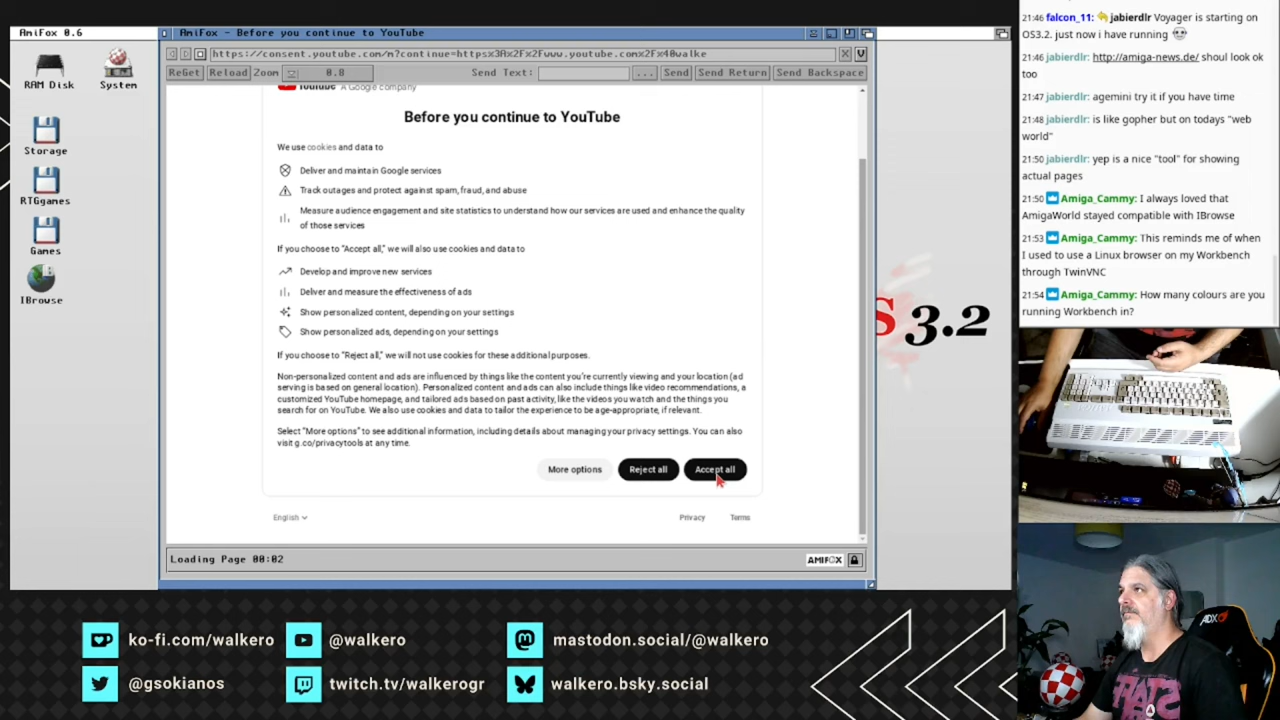 AmiFox 0.6
AmiFox - Before you continue to YouTube
https://consent.youtube.com/m?continue=https%3A%2F%2Fwww.youtube.com%2F%40walke
ReGet Reload Zoom 0.8 Send Text: ... Send Send Return Send Backspace
RAM Disk
System
Storage
RTGgames
Games
IBrowse
YouTube A Google company
Before you continue to YouTube
We use cookies and data to
Deliver and maintain Google services
Track outages and protect against spam, fraud, and abuse
Measure audience engagement and site statistics to understand how our services are used and enhance the quality
of those services
If you choose to "Accept all," we will also use cookies and data to
Develop and improve new services
Deliver and measure the effectiveness of ads
Show personalized content, depending on your settings
Show personalized ads, depending on your settings
If you choose to "Reject all," we will not use cookies for these additional purposes.
Non-personalized content and ads are influenced by things like the content you're currently viewing and your location (ad
serving is based on general location). Personalized content and ads can also include things like video recommendations, a
customized YouTube homepage, and tailored ads based on past activity, like the videos you watch and the things you
search for on YouTube. We also use cookies and data to tailor the experience to be age-appropriate, if relevant.
Select "More options" to see additional information, including details about managing your privacy settings. You can also
visit g.co/privacytools at any time.
More options Reject all Accept all
English Privacy Terms
Loading Page 00:02
AMIFOX
S 3.2
21:46 falcon_11: jabierdlr Voyager is starting on
OS3.2. just now i have running
21:46 jabierdlr: http://amiga-news.de/ shoul look ok
too
21:47 jabierdlr: agemini try it if you have time
21:48 jabierdlr: is like gopher but on todays "web
world"
21:50 jabierdlr: yep is a nice "tool" for showing
actual pages
21:50 Amiga_Cammy: I always loved that
AmigaWorld stayed compatible with IBrowse
21:53 Amiga_Cammy: This reminds me of when
I used to use a Linux browser on my Workbench
through TwinVNC
21:54 Amiga_Cammy: How many colours are you
running Workbench in?
ADX
ko-fi.com/walkero
@walkero
mastodon.social/@walkero
@gsokianos
twitch.tv/walkerogr
walkero.bsky.social